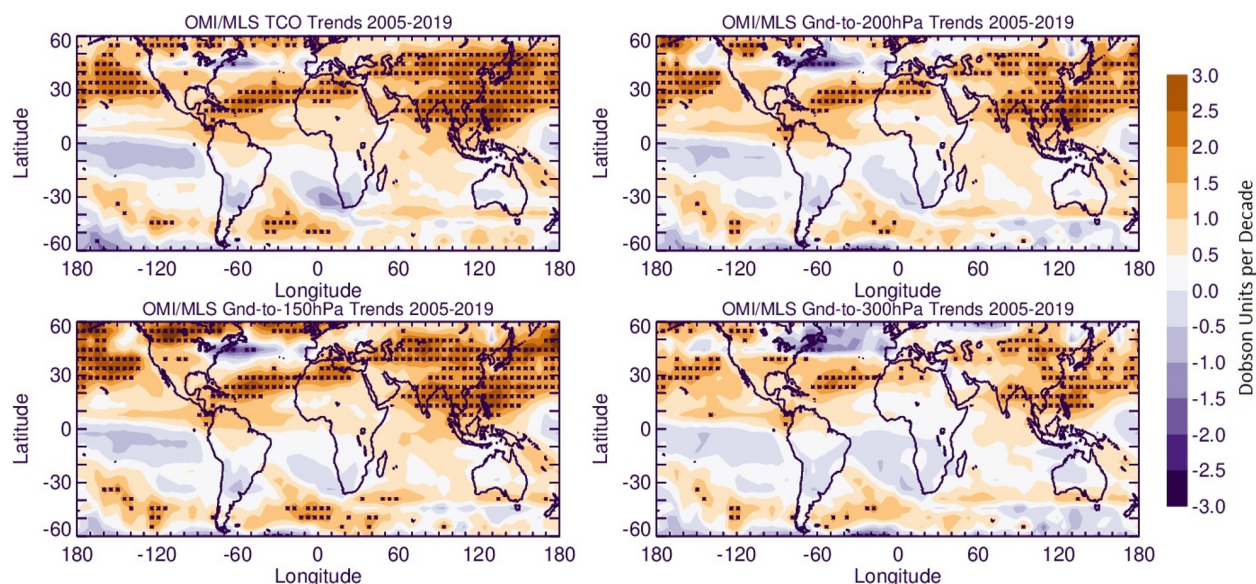 OMI/MLS TCO Trends 2005-2019
60
30
0
-30
-60
Latitude
180 -120 -60 0 60 120 180
Longitude
OMI/MLS Gnd-to-200hPa Trends 2005-2019
60
30
0
-30
-60
Latitude
180 -120 -60 0 60 120 180
Longitude
OMI/MLS Gnd-to-150hPa Trends 2005-2019
60
30
0
-30
-60
Latitude
180 -120 -60 0 60 120 180
Longitude
OMI/MLS Gnd-to-300hPa Trends 2005-2019
60
30
0
-30
-60
Latitude
180 -120 -60 0 60 120 180
Longitude
3.0
2.5
2.0
1.5
1.0
0.5
0.0
-0.5
-1.0
-1.5
-2.0
-2.5
-3.0
Dobson Units per Decade